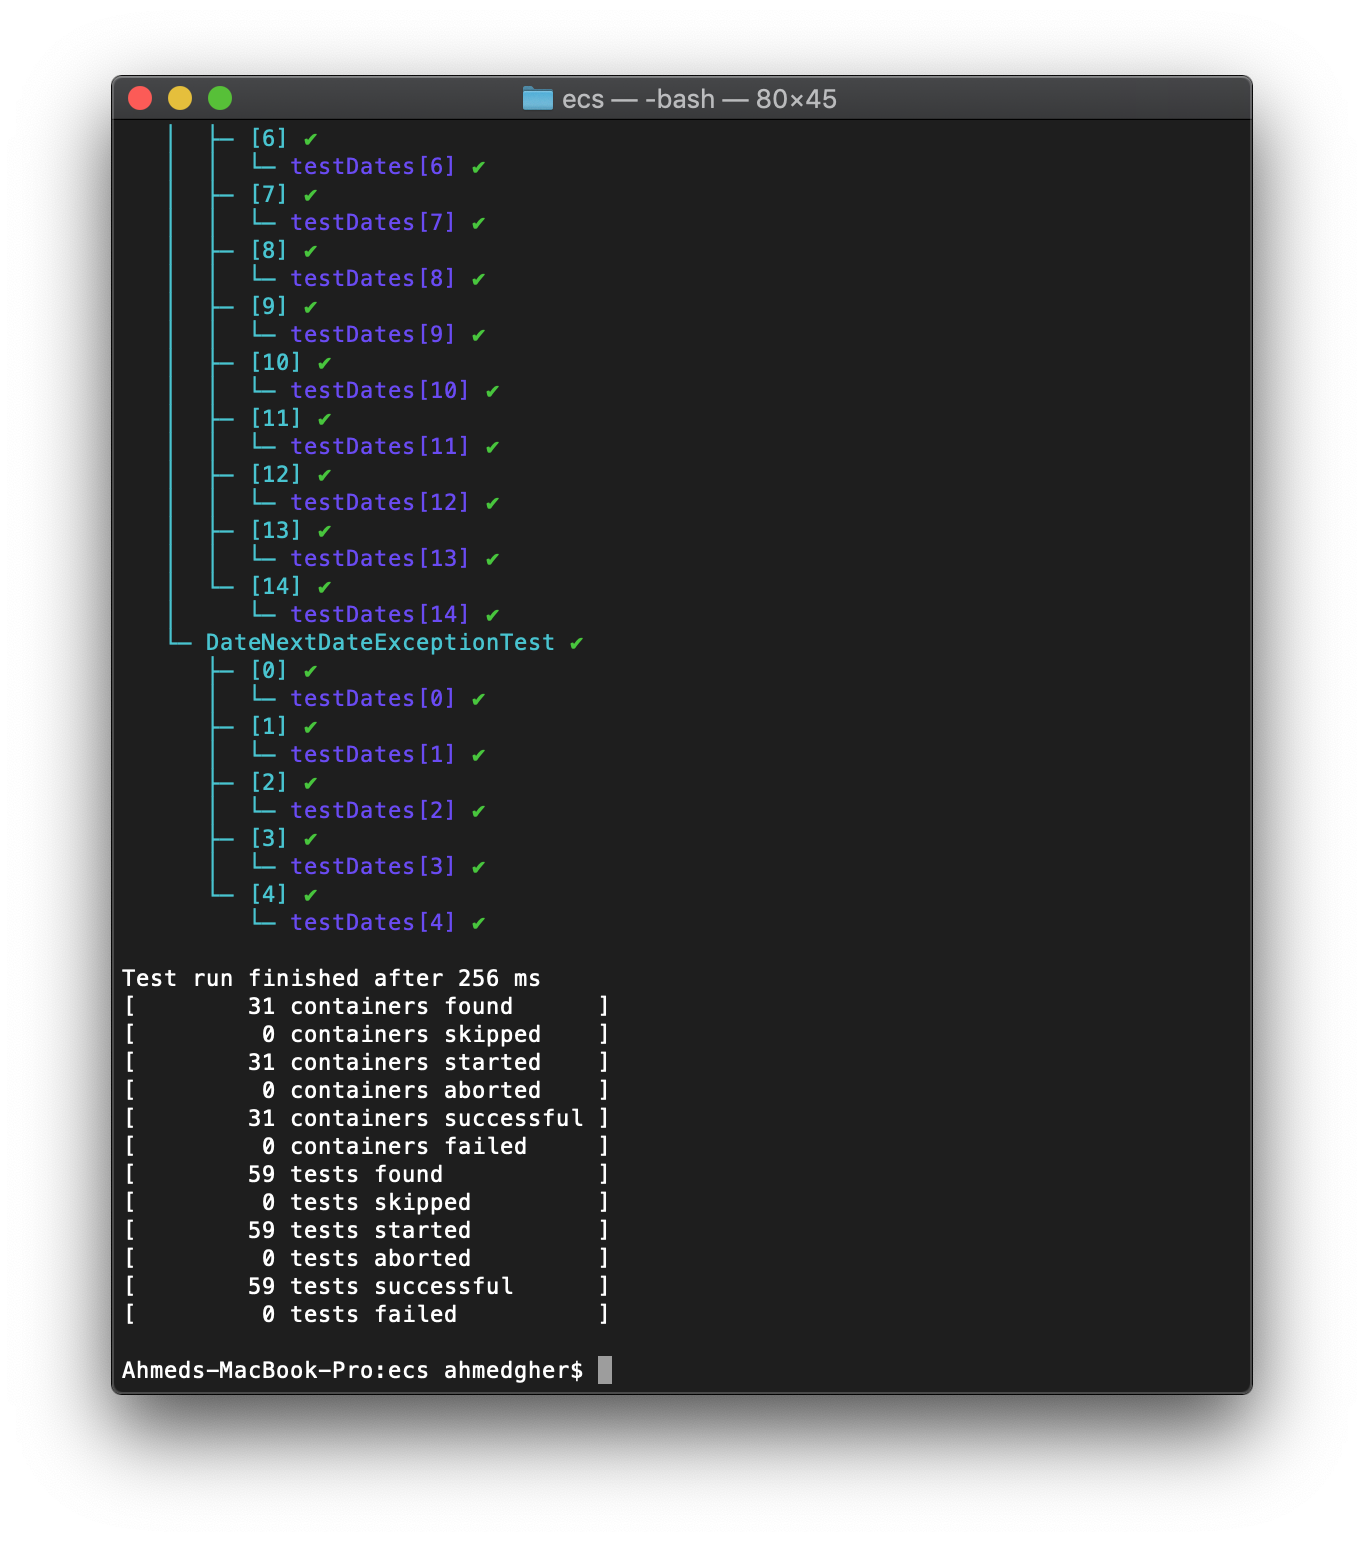 ecs — -bash — 80×45
│  ├─ [6] ✔
│  │  └─ testDates[6] ✔
│  ├─ [7] ✔
│  │  └─ testDates[7] ✔
│  ├─ [8] ✔
│  │  └─ testDates[8] ✔
│  ├─ [9] ✔
│  │  └─ testDates[9] ✔
│  ├─ [10] ✔
│  │  └─ testDates[10] ✔
│  ├─ [11] ✔
│  │  └─ testDates[11] ✔
│  ├─ [12] ✔
│  │  └─ testDates[12] ✔
│  ├─ [13] ✔
│  │  └─ testDates[13] ✔
│  └─ [14] ✔
│     └─ testDates[14] ✔
└─ DateNextDateExceptionTest ✔
   ├─ [0] ✔
   │  └─ testDates[0] ✔
   ├─ [1] ✔
   │  └─ testDates[1] ✔
   ├─ [2] ✔
   │  └─ testDates[2] ✔
   ├─ [3] ✔
   │  └─ testDates[3] ✔
   └─ [4] ✔
      └─ testDates[4] ✔
Test run finished after 256 ms
[        31 containers found      ]
[         0 containers skipped    ]
[        31 containers started    ]
[         0 containers aborted    ]
[        31 containers successful ]
[         0 containers failed     ]
[        59 tests found           ]
[         0 tests skipped         ]
[        59 tests started         ]
[         0 tests aborted         ]
[        59 tests successful      ]
[         0 tests failed          ]
Ahmeds-MacBook-Pro:ecs ahmedgher$